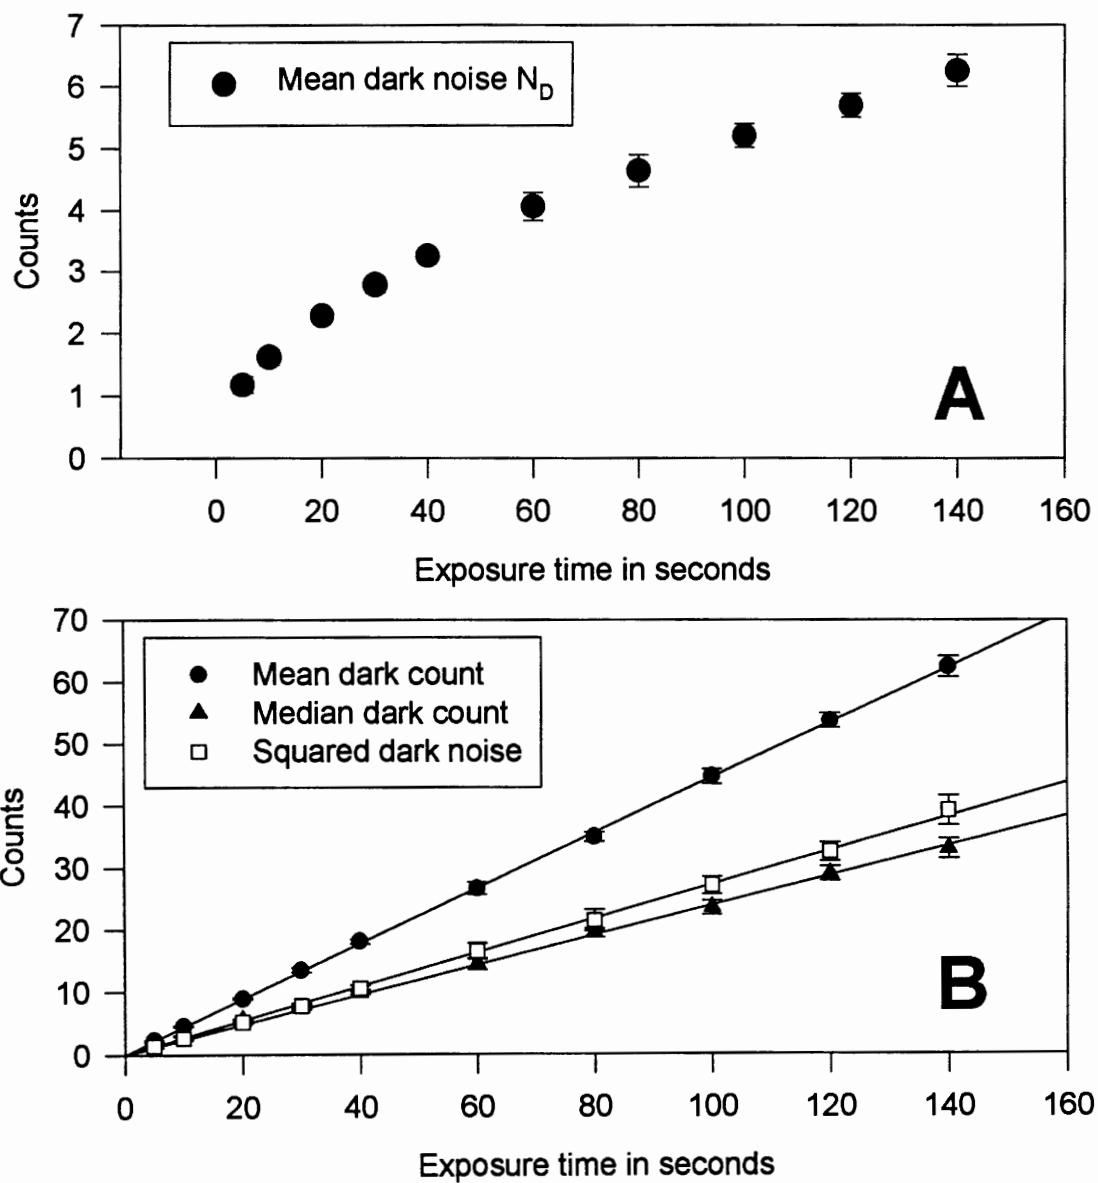 7
6
5
4
3
2
1
0
Counts
Mean dark noise N_D
A
0 20 40 60 80 100 120 140 160
Exposure time in seconds
70
60
50
40
30
20
10
0
Counts
Mean dark count
Median dark count
Squared dark noise
B
0 20 40 60 80 100 120 140 160
Exposure time in seconds